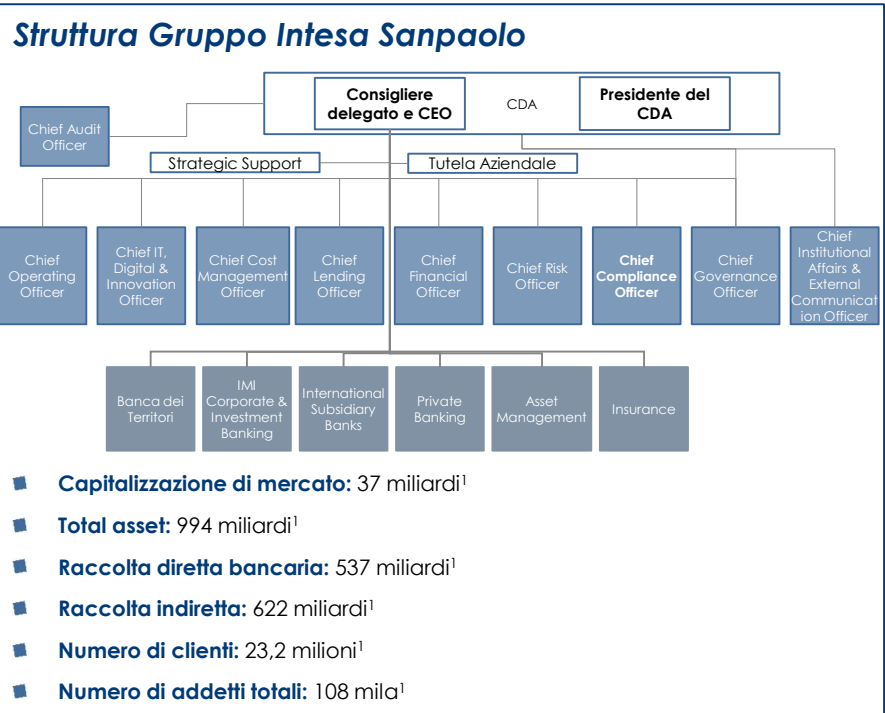 Struttura Gruppo Intesa Sanpaolo
Consigliere
delegato e CEO
CDA
Presidente del
CDA
Chief Audit
Officer
Strategic Support
Tutela Aziendale
Chief
Operating
Officer
Chief IT,
Digital &
Innovation
Officer
Chief Cost
Management
Officer
Chief
Lending
Officer
Chief
Financial
Officer
Chief Risk
Officer
Chief
Compliance
Officer
Chief
Governance
Officer
Chief
Institutional
Affairs &
External
Communicat
ion Officer
Banca dei
Territori
IMI
Corporate &
Investment
Banking
International
Subsidiary
Banks
Private
Banking
Asset
Management
Insurance
Capitalizzazione di mercato: 37 miliardi¹
Total asset: 994 miliardi¹
Raccolta diretta bancaria: 537 miliardi¹
Raccolta indiretta: 622 miliardi¹
Numero di clienti: 23,2 milioni¹
Numero di addetti totali: 108 mila¹